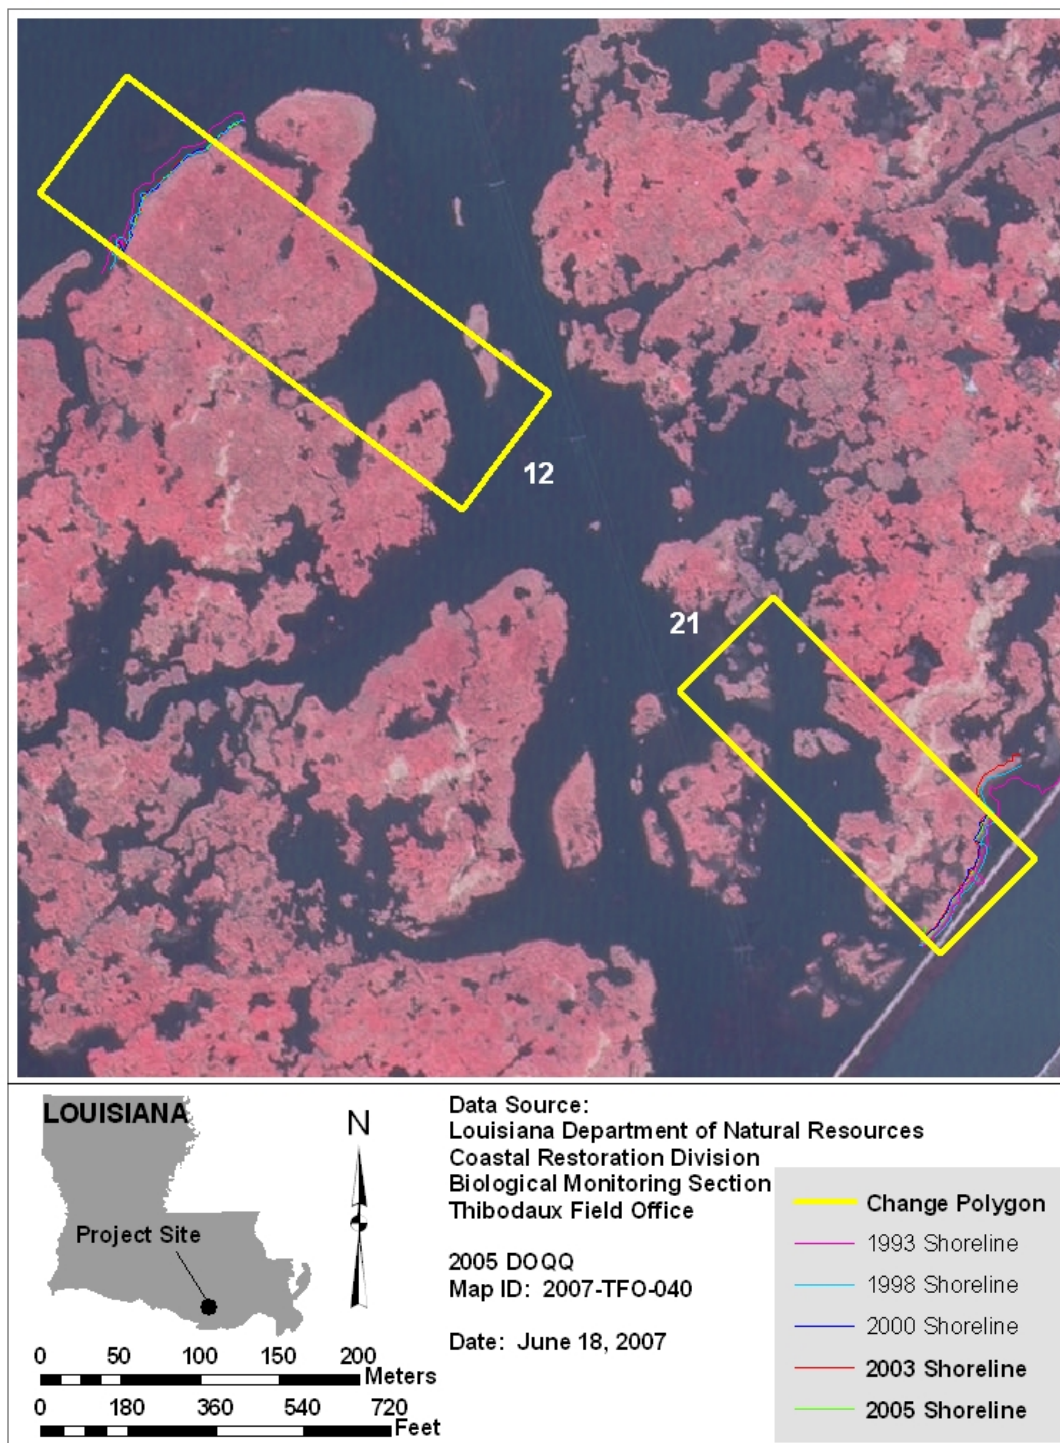 12
21
LOUISIANA
Project Site
N
0 50 100 150 200
Meters
0 180 360 540 720
Feet
Data Source:
Louisiana Department of Natural Resources
Coastal Restoration Division
Biological Monitoring Section
Thibodaux Field Office
2005 DOQQ
Map ID: 2007-TFO-040
Date: June 18, 2007
Change Polygon
1993 Shoreline
1998 Shoreline
2000 Shoreline
2003 Shoreline
2005 Shoreline